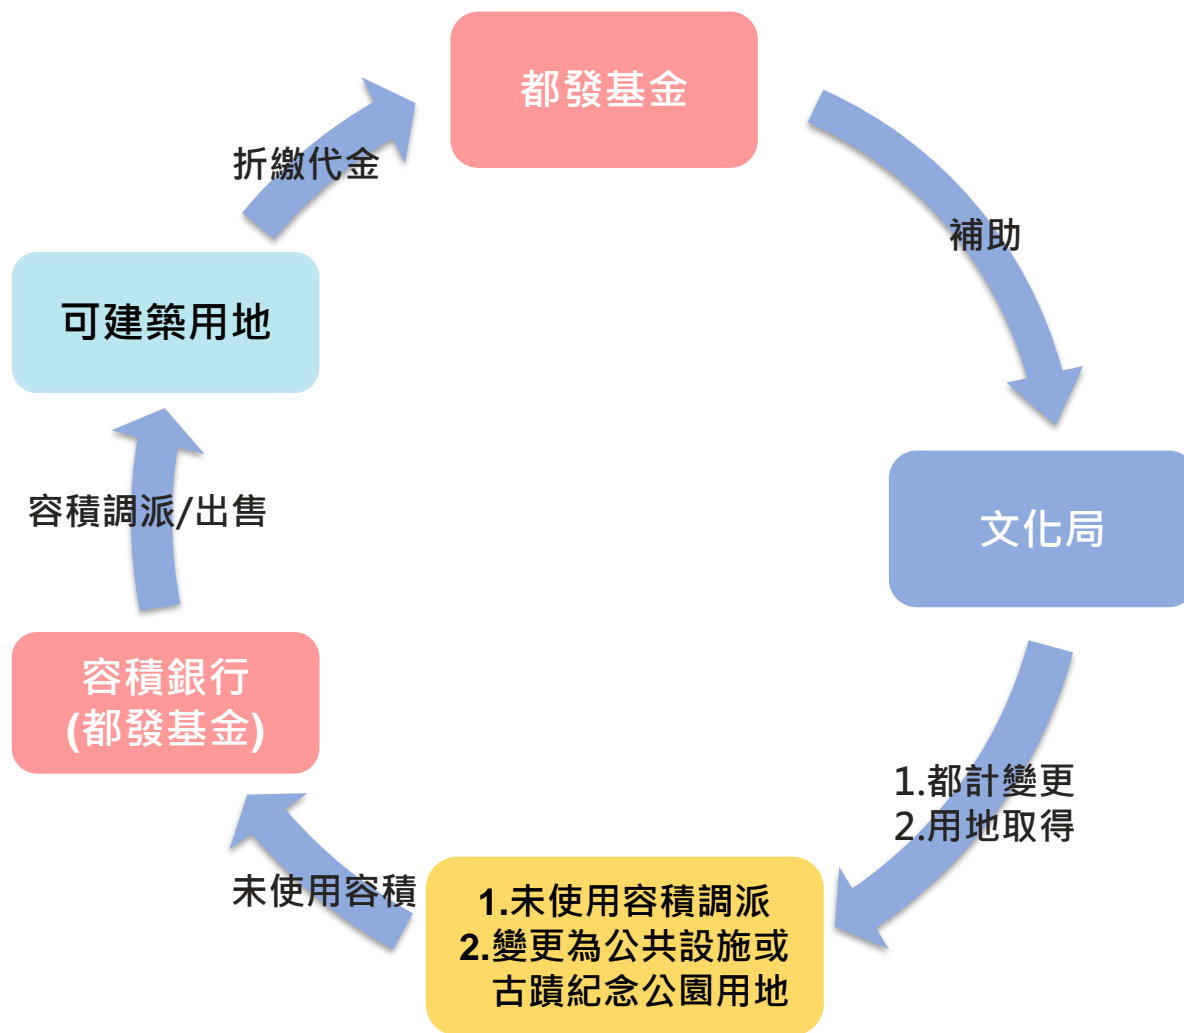 都發基金
折繳代金
補助
可建築用地
文化局
容積調派/出售
容積銀行
(都發基金)
1.都計變更
2.用地取得
未使用容積
1.未使用容積調派
2.變更為公共設施或
古蹟紀念公園用地